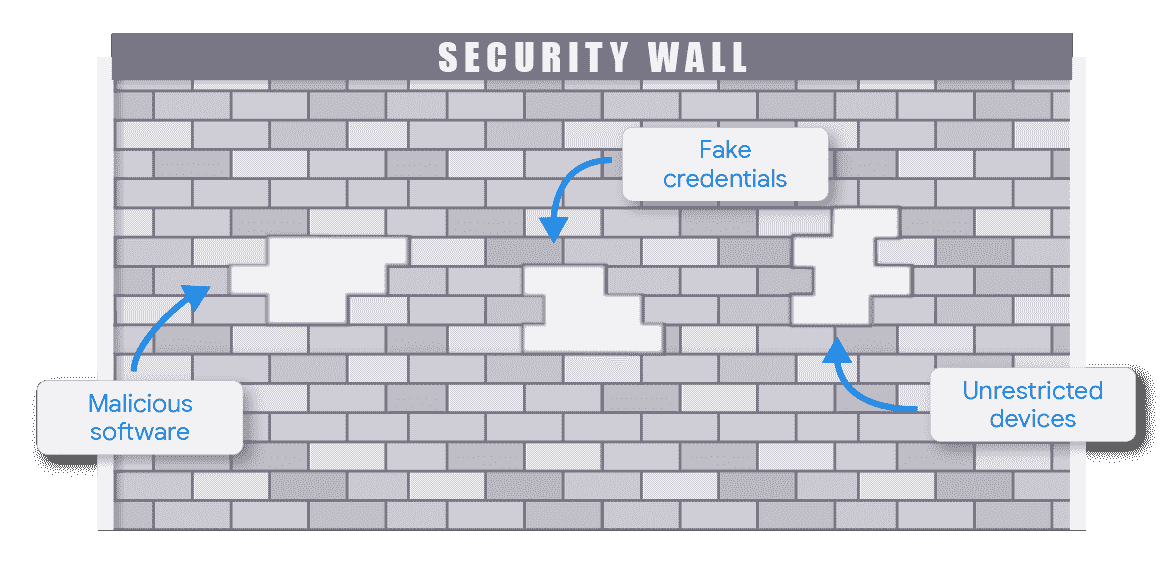 SECURITY WALL
Fake
credentials
Malicious
software
Unrestricted
devices